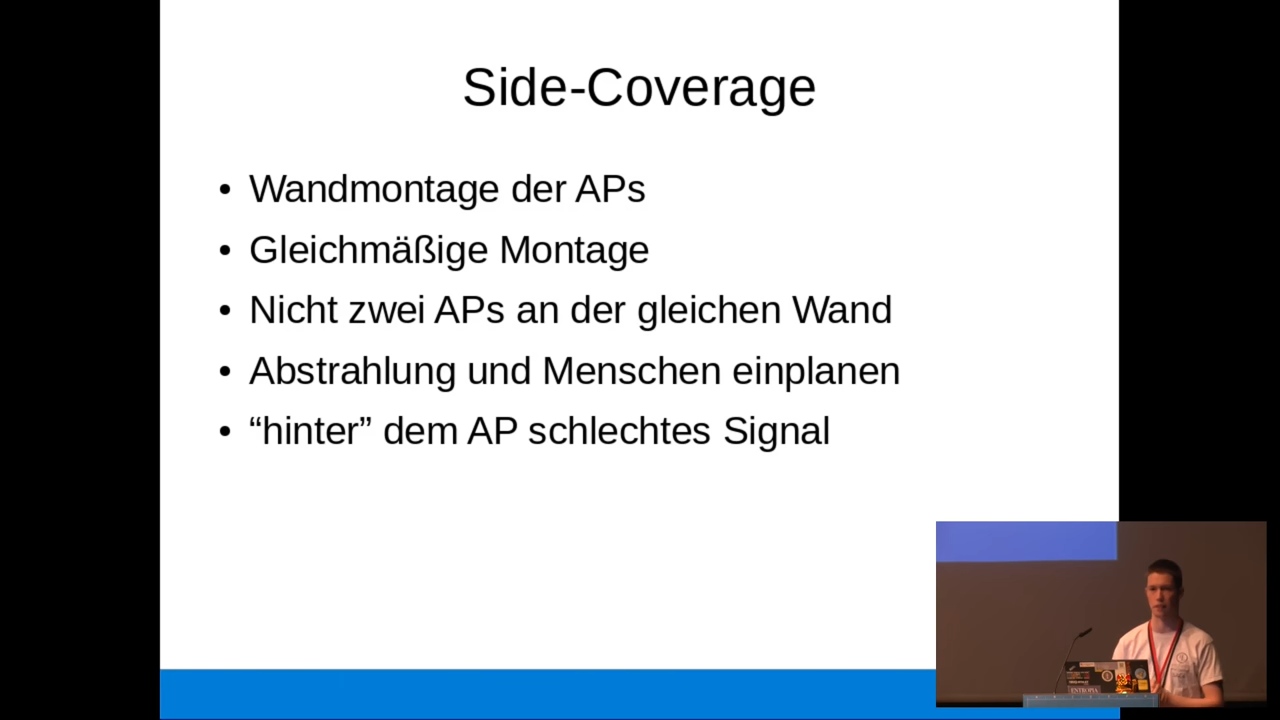 Side-Coverage
• Wandmontage der APs
• Gleichmäßige Montage
• Nicht zwei APs an der gleichen Wand
• Abstrahlung und Menschen einplanen
• “hinter” dem AP schlechtes Signal
ENTROPIA